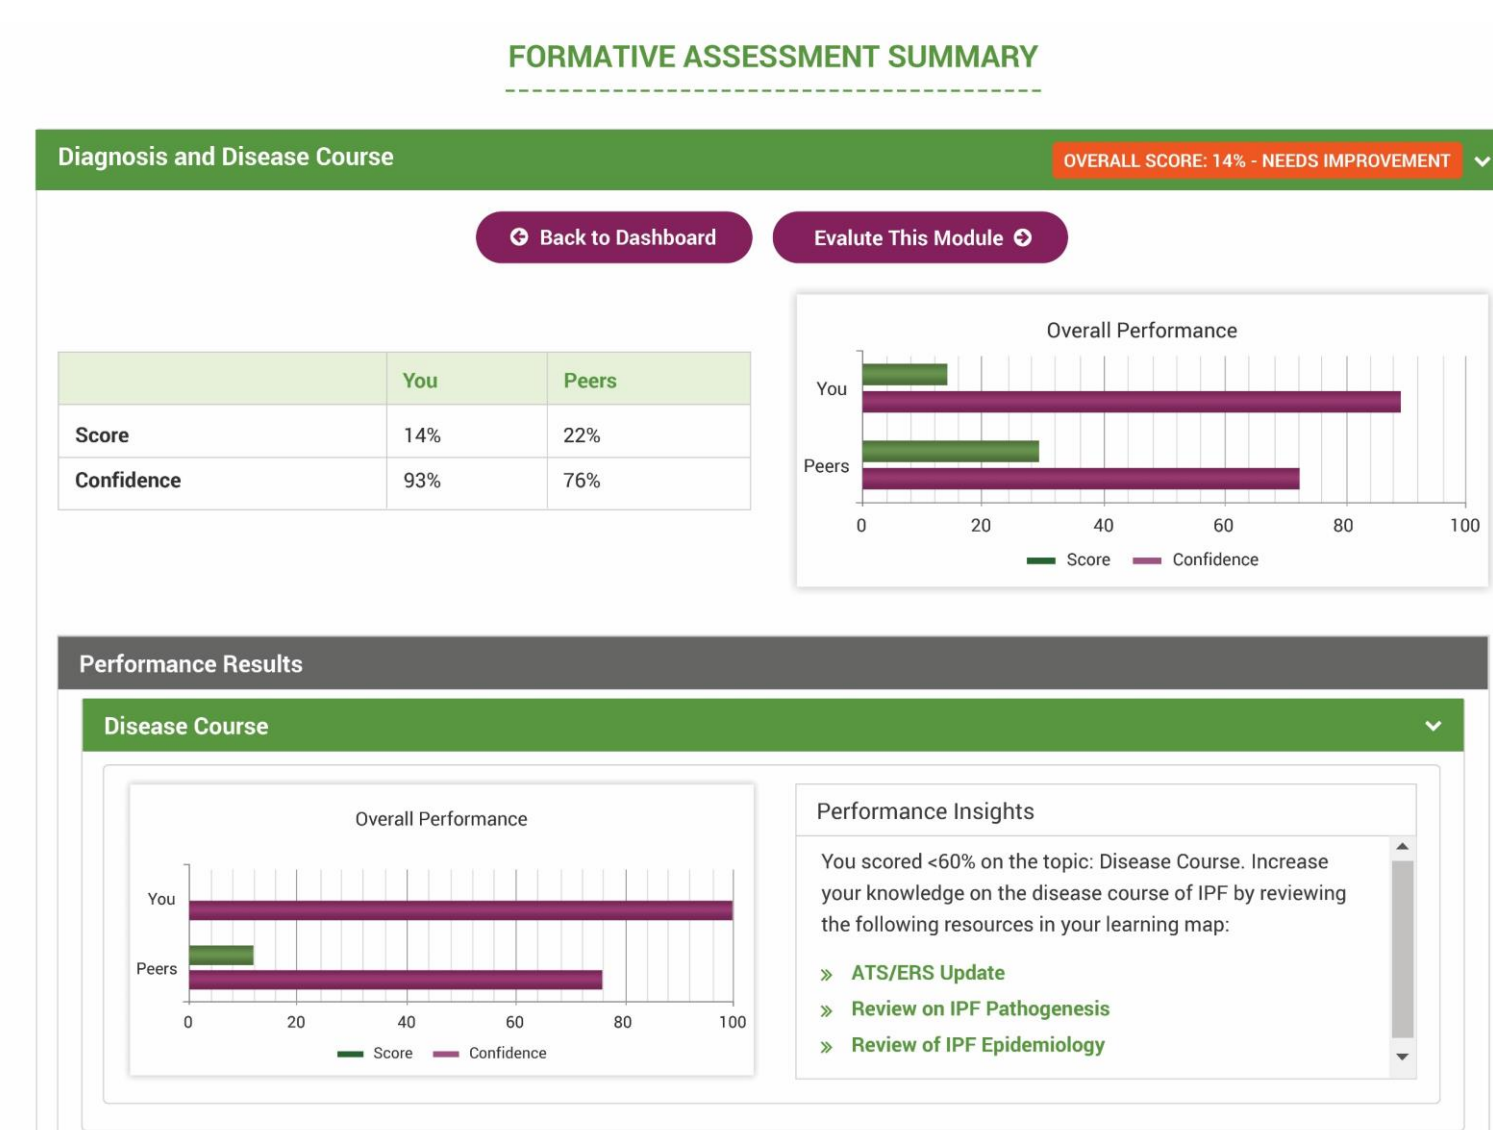 FORMATIVE ASSESSMENT SUMMARY
Diagnosis and Disease Course
OVERALL SCORE: 14% - NEEDS IMPROVEMENT
Back to Dashboard
Evalute This Module
You Peers
Score 14% 22%
Confidence 93% 76%
Overall Performance
You
Peers
0 20 40 60 80 100
Score Confidence
Performance Results
Disease Course
Overall Performance
You
Peers
0 20 40 60 80 100
Score Confidence
Performance Insights
You scored <60% on the topic: Disease Course. Increase
your knowledge on the disease course of IPF by reviewing
the following resources in your learning map:
» ATS/ERS Update
» Review on IPF Pathogenesis
» Review of IPF Epidemiology